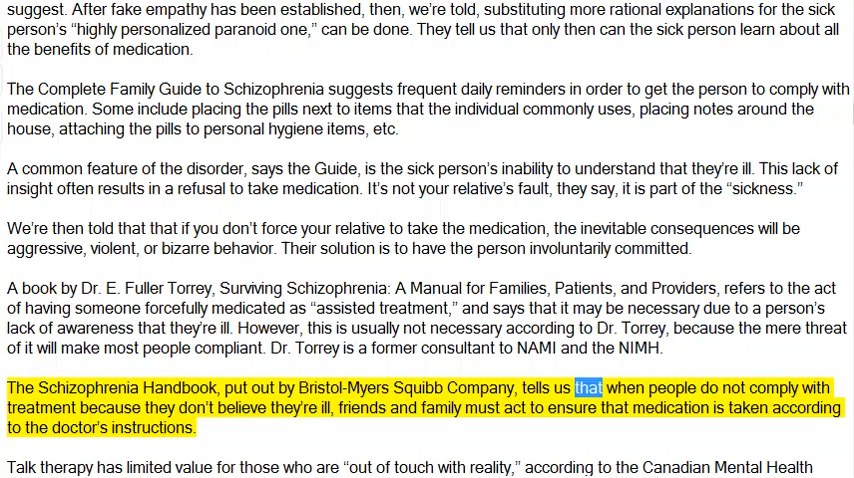 suggest. After fake empathy has been established, then, we're told, substituting more rational explanations for the sick
person's “highly personalized paranoid one,” can be done. They tell us that only then can the sick person learn about all
the benefits of medication.
The Complete Family Guide to Schizophrenia suggests frequent daily reminders in order to get the person to comply with
medication. Some include placing the pills next to items that the individual commonly uses, placing notes around the
house, attaching the pills to personal hygiene items, etc.
A common feature of the disorder, says the Guide, is the sick person's inability to understand that they're ill. This lack of
insight often results in a refusal to take medication. It's not your relative's fault, they say, it is part of the “sickness.”
We're then told that that if you don't force your relative to take the medication, the inevitable consequences will be
aggressive, violent, or bizarre behavior. Their solution is to have the person involuntarily committed.
A book by Dr. E. Fuller Torrey, Surviving Schizophrenia: A Manual for Families, Patients, and Providers, refers to the act
of having someone forcefully medicated as “assisted treatment,” and says that it may be necessary due to a person's
lack of awareness that they're ill. However, this is usually not necessary according to Dr. Torrey, because the mere threat
of it will make most people compliant. Dr. Torrey is a former consultant to NAMI and the NIMH.
The Schizophrenia Handbook, put out by Bristol-Myers Squibb Company, tells us that when people do not comply with
treatment because they don't believe they're ill, friends and family must act to ensure that medication is taken according
to the doctor's instructions.
Talk therapy has limited value for those who are “out of touch with reality,” according to the Canadian Mental Health